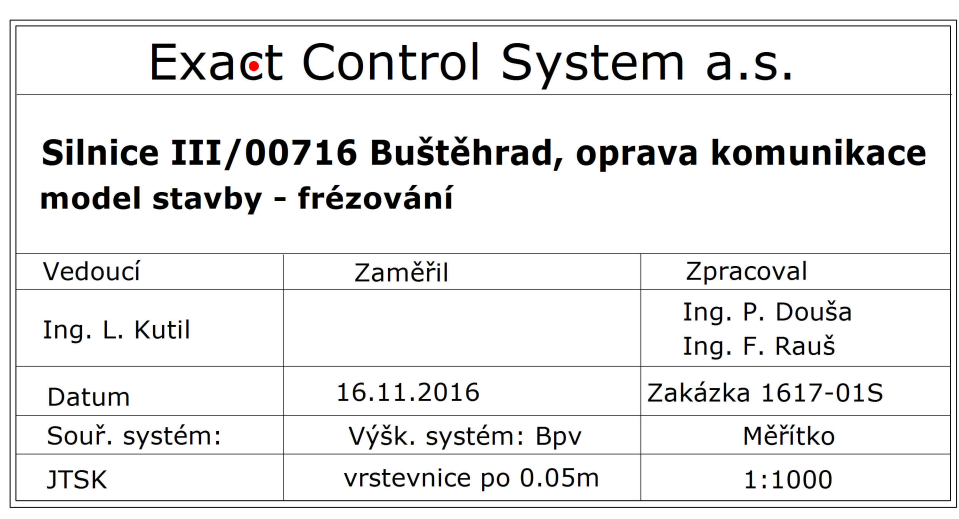 Exact Control System a.s.
Silnice III/00716 Buštěhrad, oprava komunikace
model stavby - frézování
Vedoucí Zaměřil Zpracoval
Ing. L. Kutil
Ing. P. Douša
Ing. F. Rauš
Datum 16.11.2016 Zakázka 1617-01S
Souř. systém: Výšk. systém: Bpv Měřítko
JTSK vrstevnice po 0.05m 1:1000